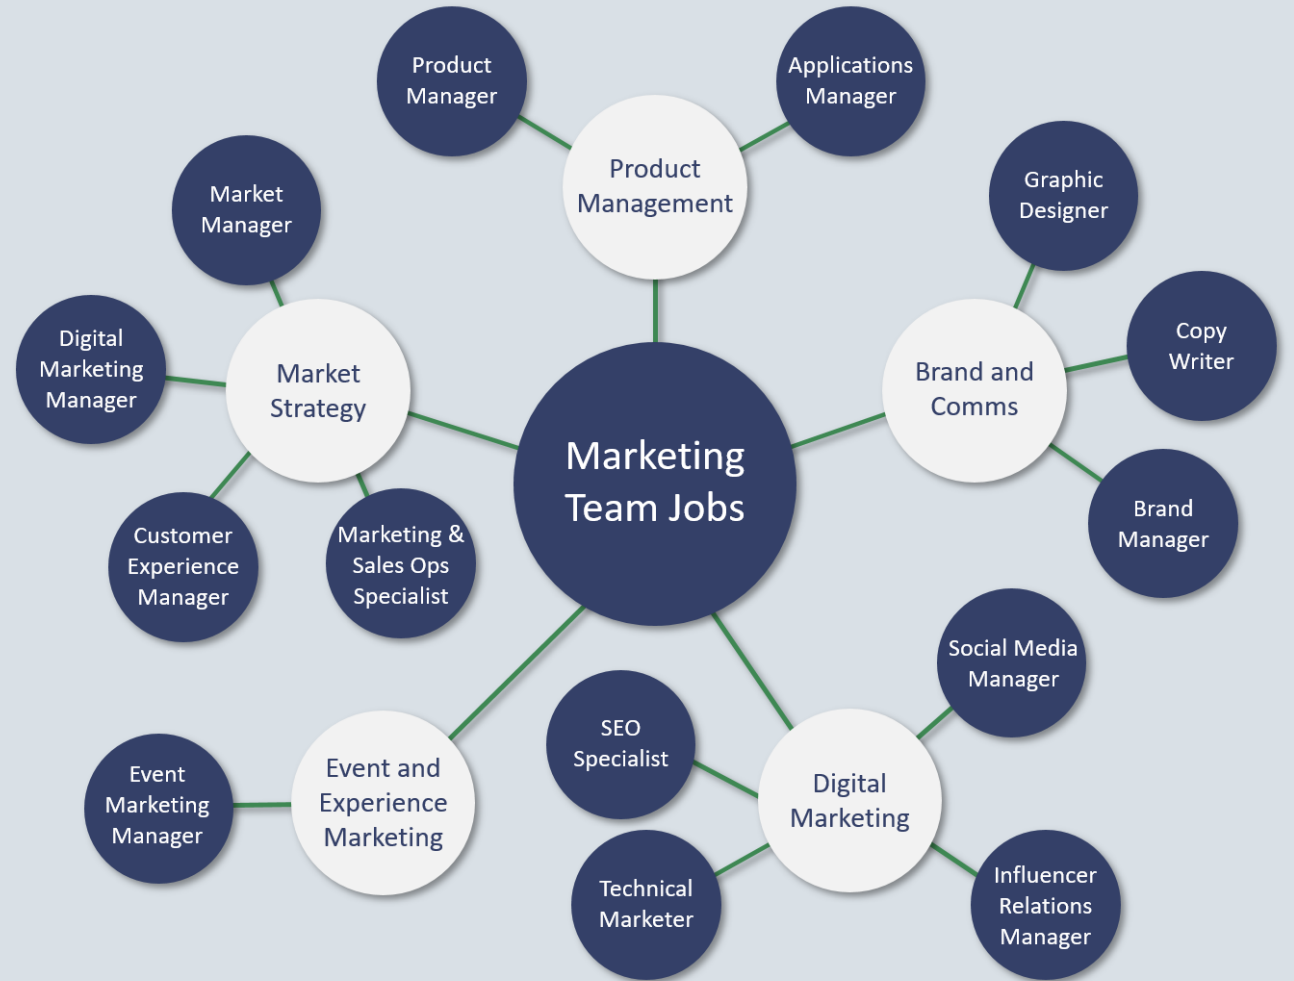 Product
Manager
Applications
Manager
Product
Management
Graphic
Designer
Market
Manager
Copy
Writer
Digital
Marketing
Manager
Market
Strategy
Brand and
Comms
Marketing
Team Jobs
Brand
Manager
Customer
Experience
Manager
Marketing &
Sales Ops
Specialist
Social Media
Manager
SEO
Specialist
Event
Marketing
Manager
Event and
Experience
Marketing
Digital
Marketing
Technical
Marketer
Influencer
Relations
Manager